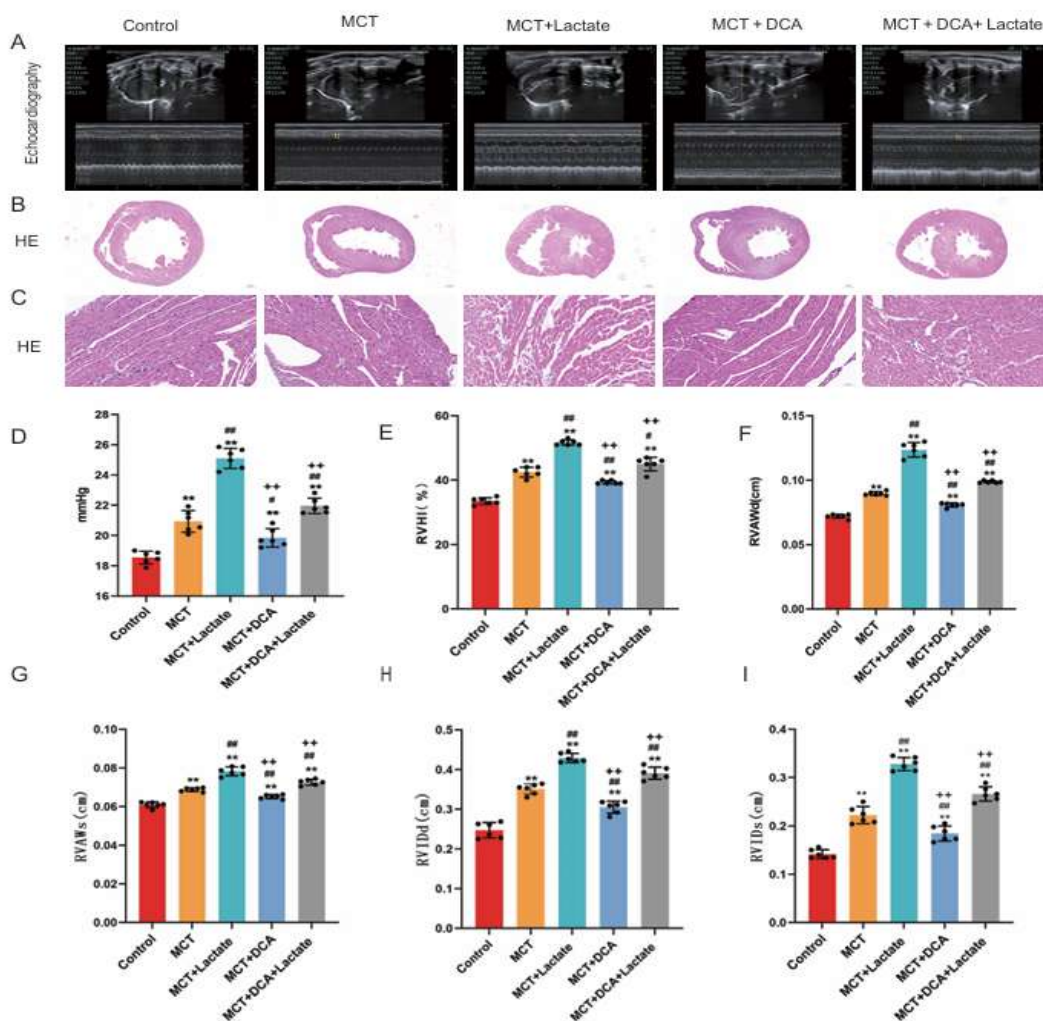 Control MCT MCT+Lactate MCT + DCA MCT + DCA+ Lactate
A
Echocardiography
B
HE
C
HE
D
mmHg
28
26
24
22
20
18
16
** ## ** ++ # ** ++ ## **
Control MCT MCT+Lactate MCT+DCA MCT+DCA+Lactate
E
RVHI(%)
60
40
20
0
** ## ** ++ ## ** ++ # **
Control MCT MCT+Lactate MCT+DCA MCT+DCA+Lactate
F
RVAWd(cm)
0.15
0.10
0.05
0.00
** ## ** ++ ## ** ++ ## **
Control MCT MCT+Lactate MCT+DCA MCT+DCA+Lactate
G
RVAWs(cm)
0.10
0.08
0.06
0.04
0.02
0.00
** ## ** ++ ## ** ++ ## **
Control MCT MCT+Lactate MCT+DCA MCT+DCA+Lactate
H
RVIDd(cm)
0.5
0.4
0.3
0.2
0.1
0.0
** ## ** ++ ## ** ++ ## **
Control MCT MCT+Lactate MCT+DCA MCT+DCA+Lactate
I
RVIDs(cm)
0.4
0.3
0.2
0.1
0.0
** ## ** ++ ## ** ++ ## **
Control MCT MCT+Lactate MCT+DCA MCT+DCA+Lactate